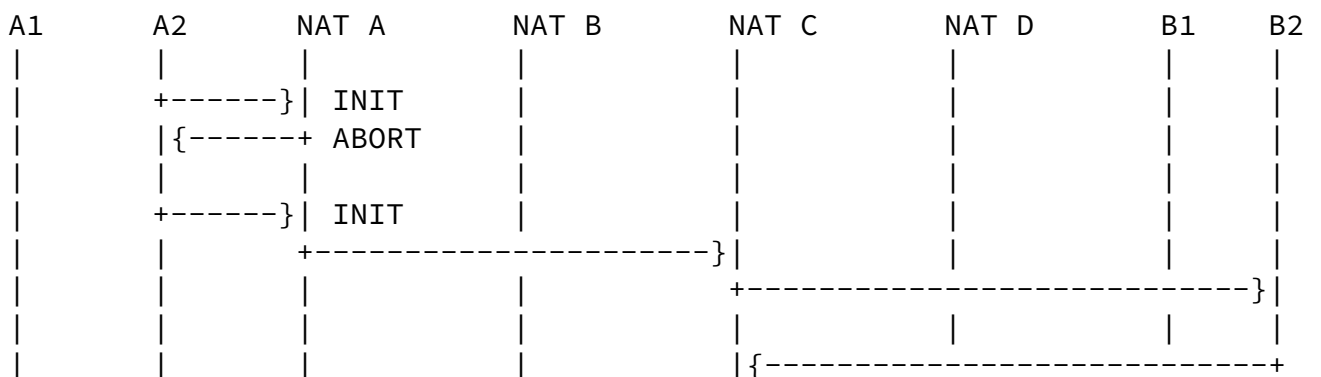 A1 A2 NAT A NAT B NAT C NAT D B1 B2
| | | | | | | |
| +------}| INIT | | | | |
| |{------+ ABORT | | | | |
| | | | | | | |
| +------}| INIT | | | | |
| | +----------------------}| | | |
| | | | +-----------------------------}|
| | | | | | | |
| | | | |{-----------------------------+